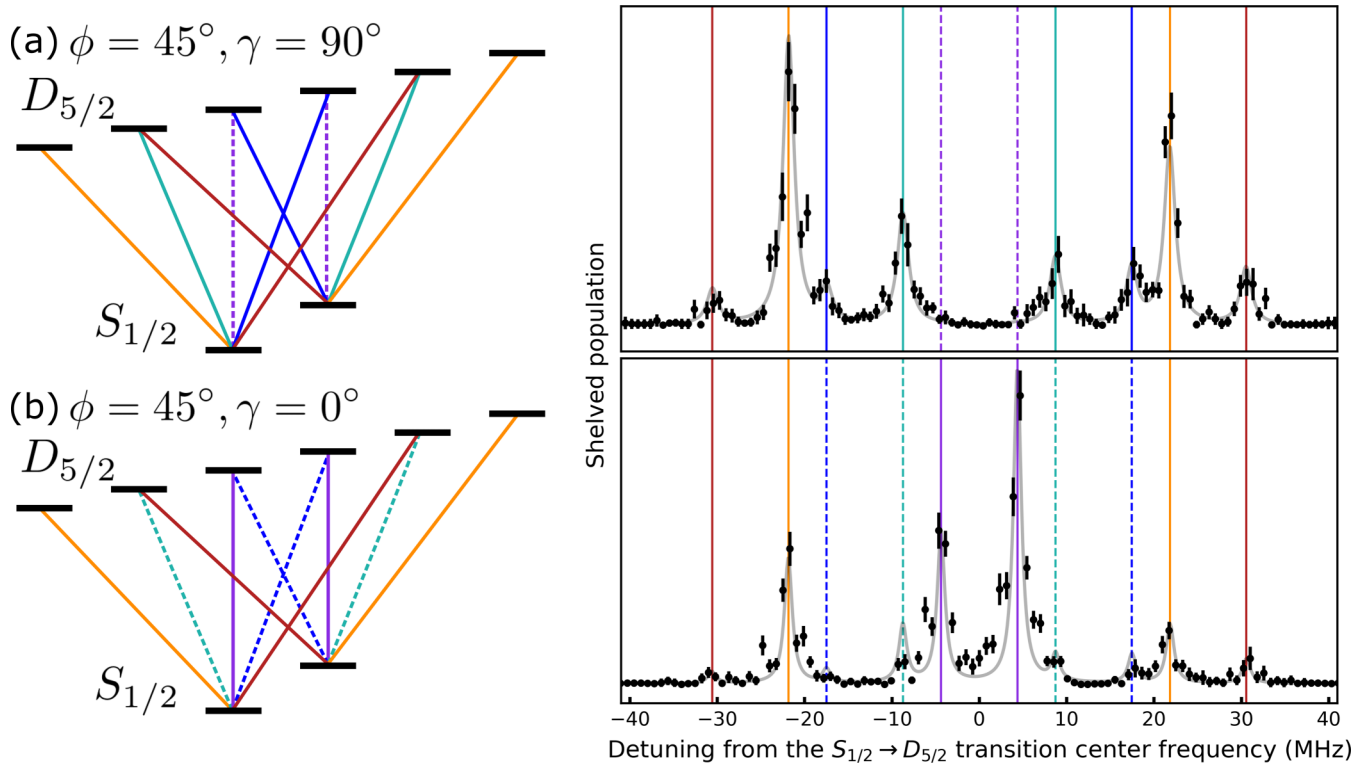 (a) ϕ = 45°, γ = 90°
D₅/₂
S₁/₂
(b) ϕ = 45°, γ = 0°
D₅/₂
S₁/₂
Shelved population
−40 −30 −20 −10 0 10 20 30 40
Detuning from the S₁/₂ → D₅/₂ transition center frequency (MHz)